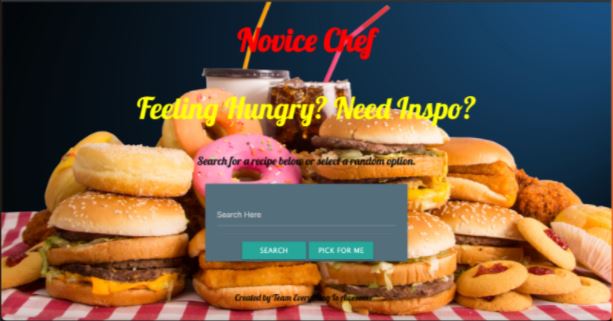 Novice Chef
Feeling Hungry? Need Inspo?
Search for a recipe below or select a random option.
Search Here
SEARCH
PICK FOR ME
Created by Team Everything Is Awesome